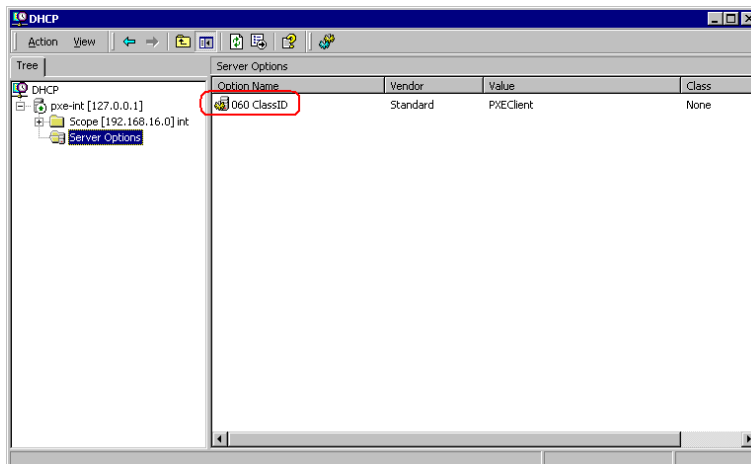 DHCP
Action View
Tree
Server Options
DHCP
pxe-int [127.0.0.1]
Scope [192.168.16.0] int
Server Options
Option Name Vendor Value Class
060 ClassID Standard PXEClient None